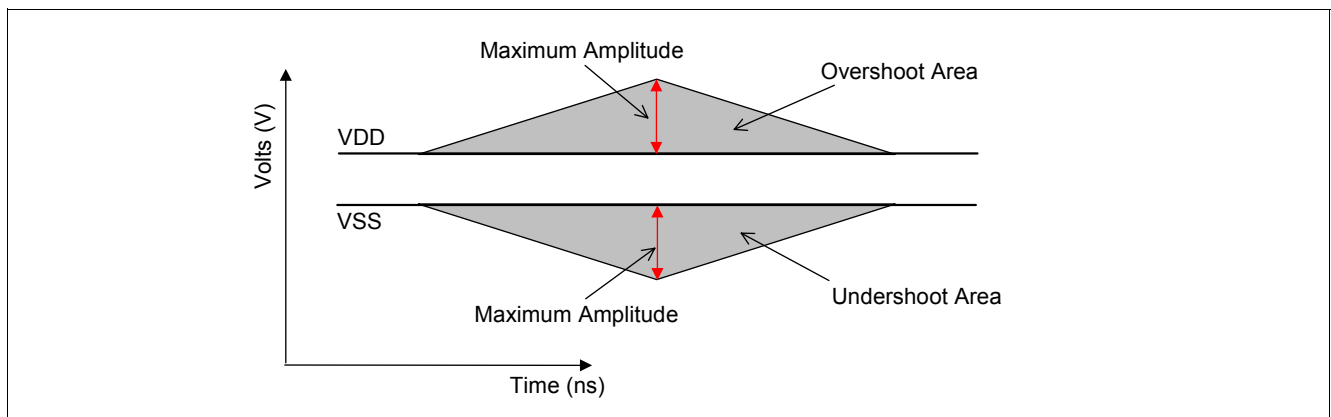 Maximum Amplitude
Overshoot Area
Volts (V)
VDD
VSS
Maximum Amplitude
Undershoot Area
Time (ns)